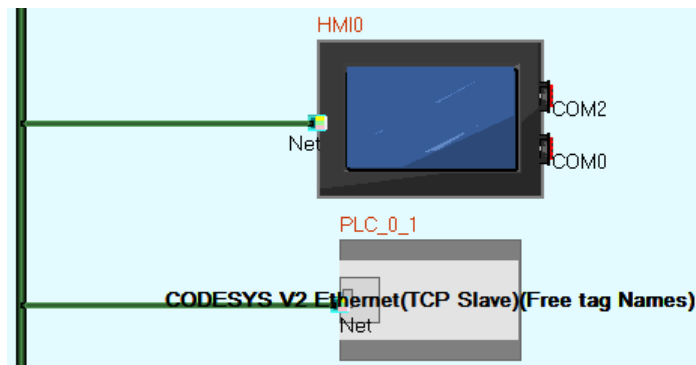 HMI0
COM2
Net
COM0
PLC_0_1
CODESYS V2 Ethernet(TCP Slave)(Free tag Names)
Net